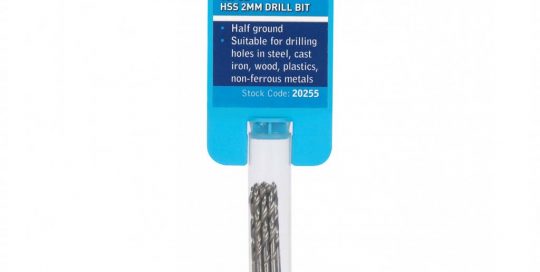 HSS 2MM DRILL BIT
• Half ground
• Suitable for drilling
holes in steel, cast
iron, wood, plastics,
non-ferrous metals
Stock Code: 20255